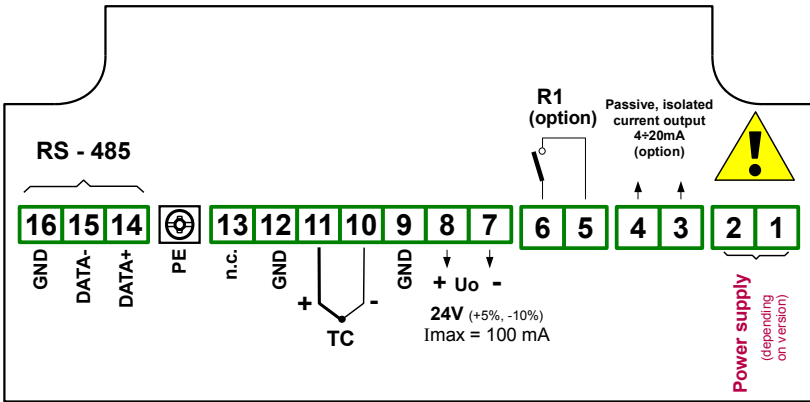 RS - 485
R1
(option)
Passive, isolated
current output
4÷20mA
(option)
16 15 14 13 12 11 10 9 8 7 6 5 4 3 2 1
GND
DATA-
DATA+
PE
n.c.
GND
+ -
TC
GND
+ Uo -
24V (+5%, -10%)
Imax = 100 mA
Power supply
(depending
on version)